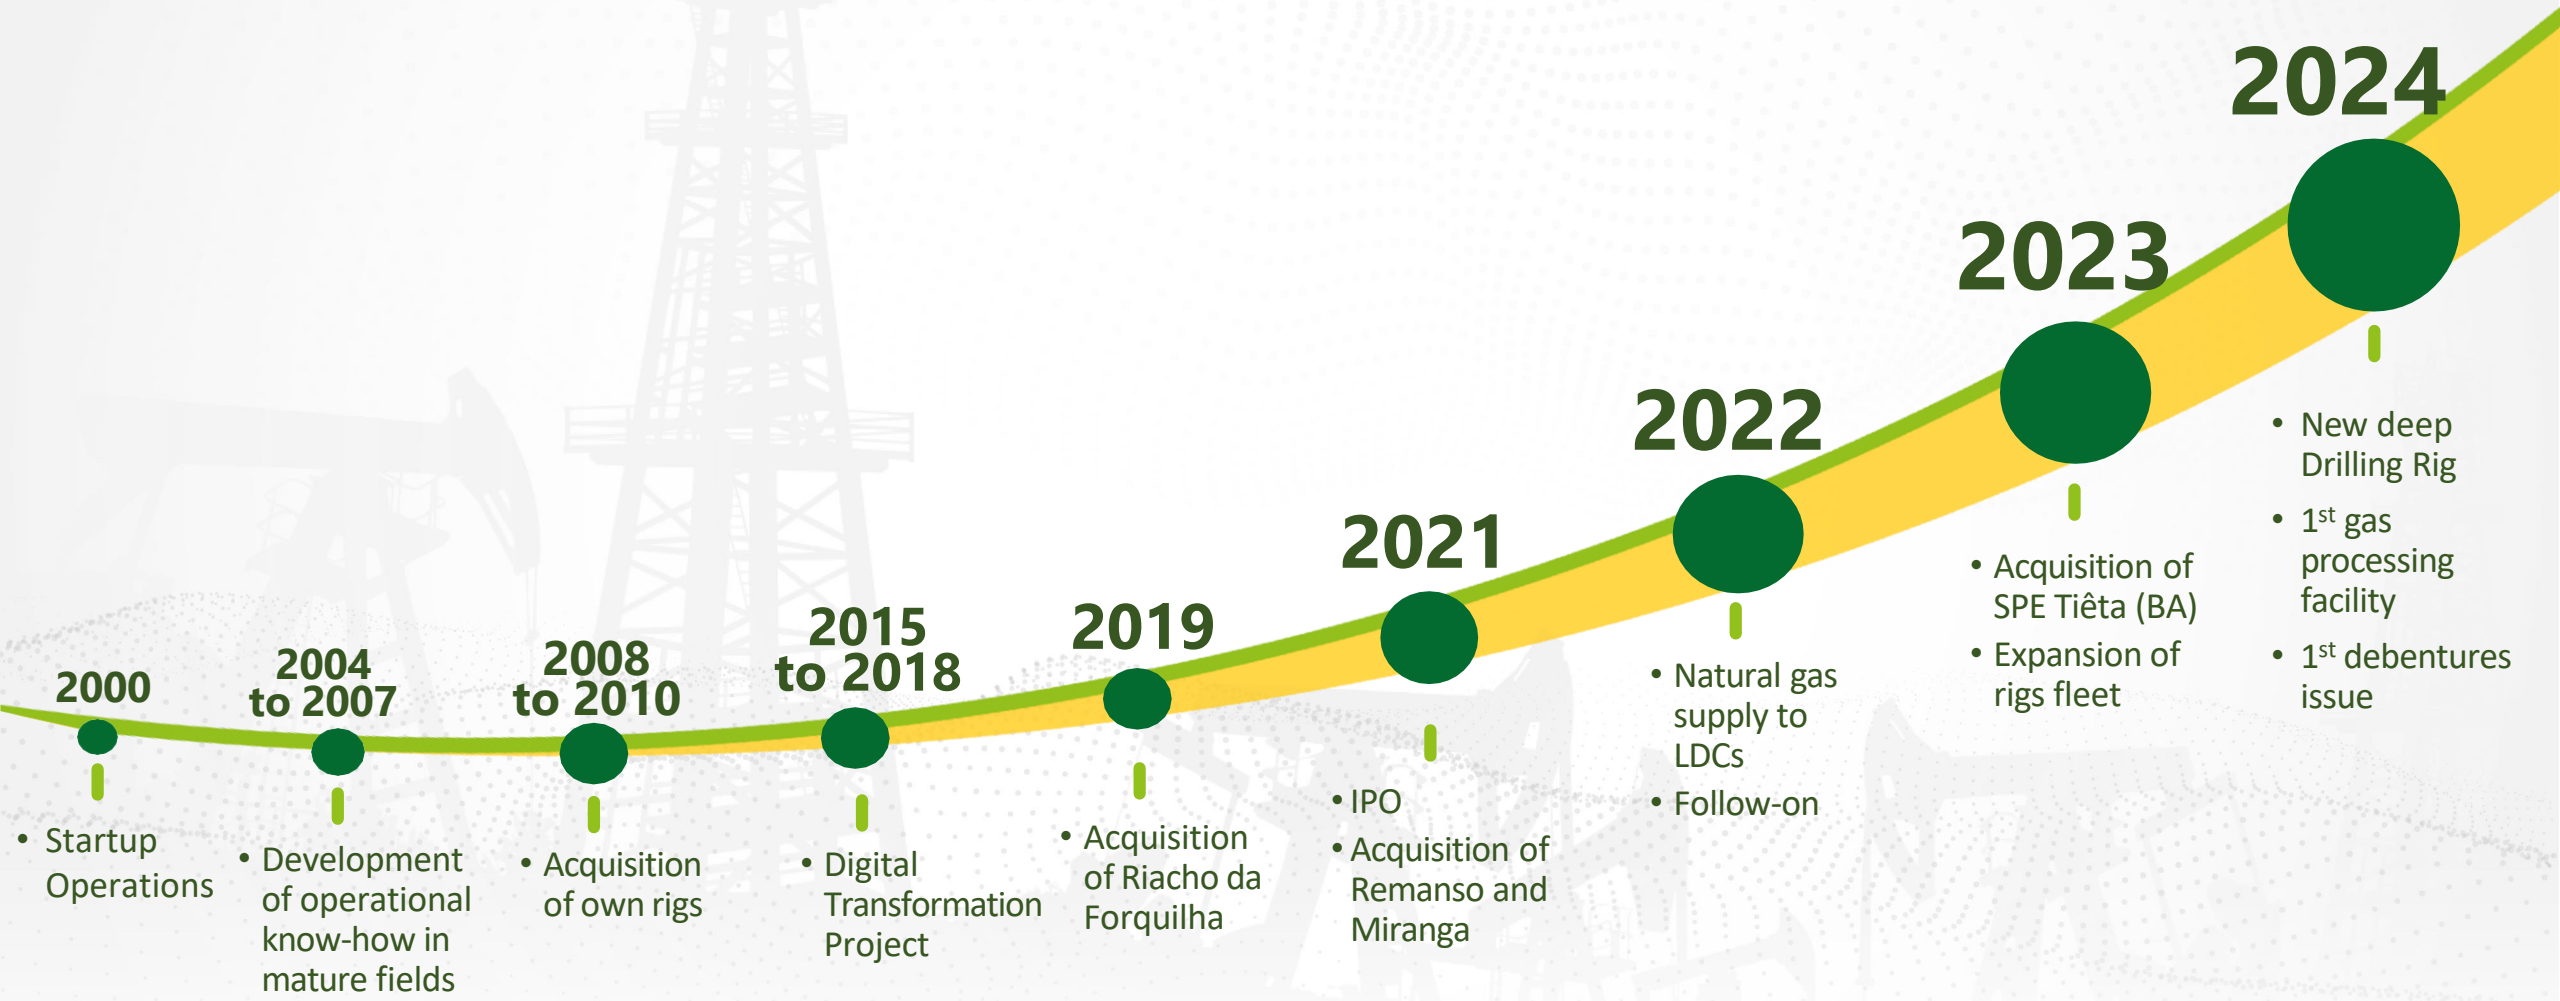 2000
• Startup
Operations
2004
to 2007
• Development
of operational
know-how in
mature fields
2008
to 2010
• Acquisition
of own rigs
2015
to 2018
• Digital
Transformation
Project
2019
• Acquisition
of Riacho da
Forquilha
2021
• IPO
• Acquisition of
Remanso and
Miranga
2022
• Natural gas
supply to
LDCs
• Follow-on
2023
• Acquisition of
SPE Tiêta (BA)
• Expansion of
rigs fleet
2024
• New deep
Drilling Rig
• 1st gas
processing
facility
• 1st debentures
issue